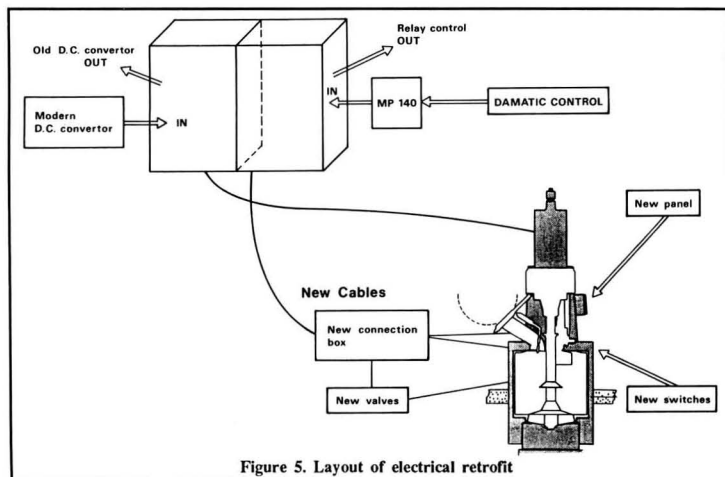 Relay control
OUT
Old D.C. convertor
OUT
IN
MP 140
DAMATIC CONTROL
Modern
D.C. convertor
IN
New panel
New Cables
New connection
box
New valves
New switches
Figure 5. Layout of electrical retrofit